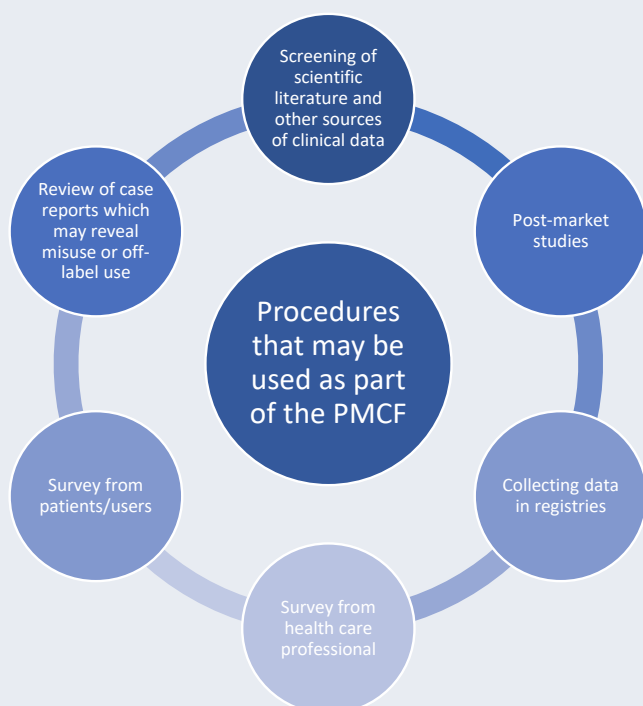 Screening of
scientific
literature and
other sources
of clinical data
Post-market
studies
Collecting data
in registries
Survey from
health care
professional
Survey from
patients/users
Review of case
reports which
may reveal
misuse or off-
label use
Procedures
that may be
used as part
of the PMCF